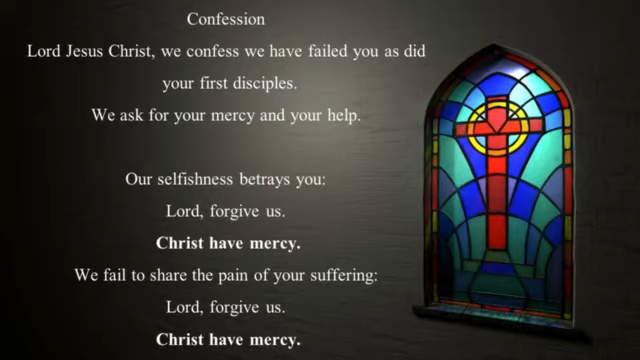 Confession
Lord Jesus Christ, we confess we have failed you as did
your first disciples.
We ask for your mercy and your help.
Our selfishness betrays you:
Lord, forgive us.
Christ have mercy.
We fail to share the pain of your suffering:
Lord, forgive us.
Christ have mercy.